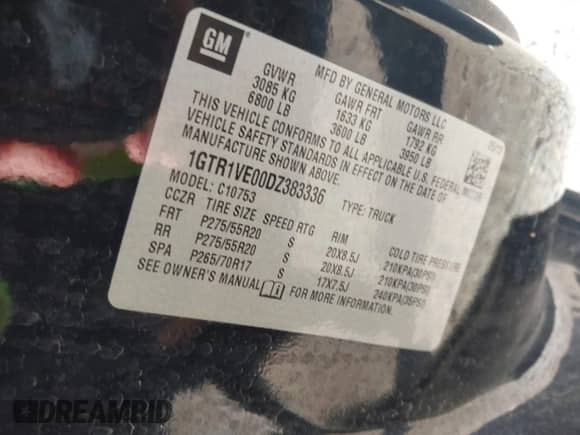 GM
MFD BY GENERAL MOTORS LLC
GVWR GAWR FRT GAWR RR
3085 KG 1633 KG 1792 KG
6800 LB 3600 LB 3950 LB
THIS VEHICLE CONFORMS TO ALL APPLICABLE U.S. FEDERAL MOTOR
VEHICLE SAFETY STANDARDS IN EFFECT ON THE DATE OF
MANUFACTURE SHOWN ABOVE.
1GTR1VE00DZ383336 TYPE: TRUCK
MODEL: C10753
CCZR TIRE SIZE SPEED RTG RIM COLD TIRE PRESSURE
FRT P275/55R20 S 20X8.5J 210KPA(30PSI)
RR P275/55R20 S 20X8.5J 210KPA(30PSI)
SPA P265/70R17 S 17X7.5J 240KPA(35PSI)
SEE OWNER'S MANUAL FOR MORE INFORMATION.
DREAMBID